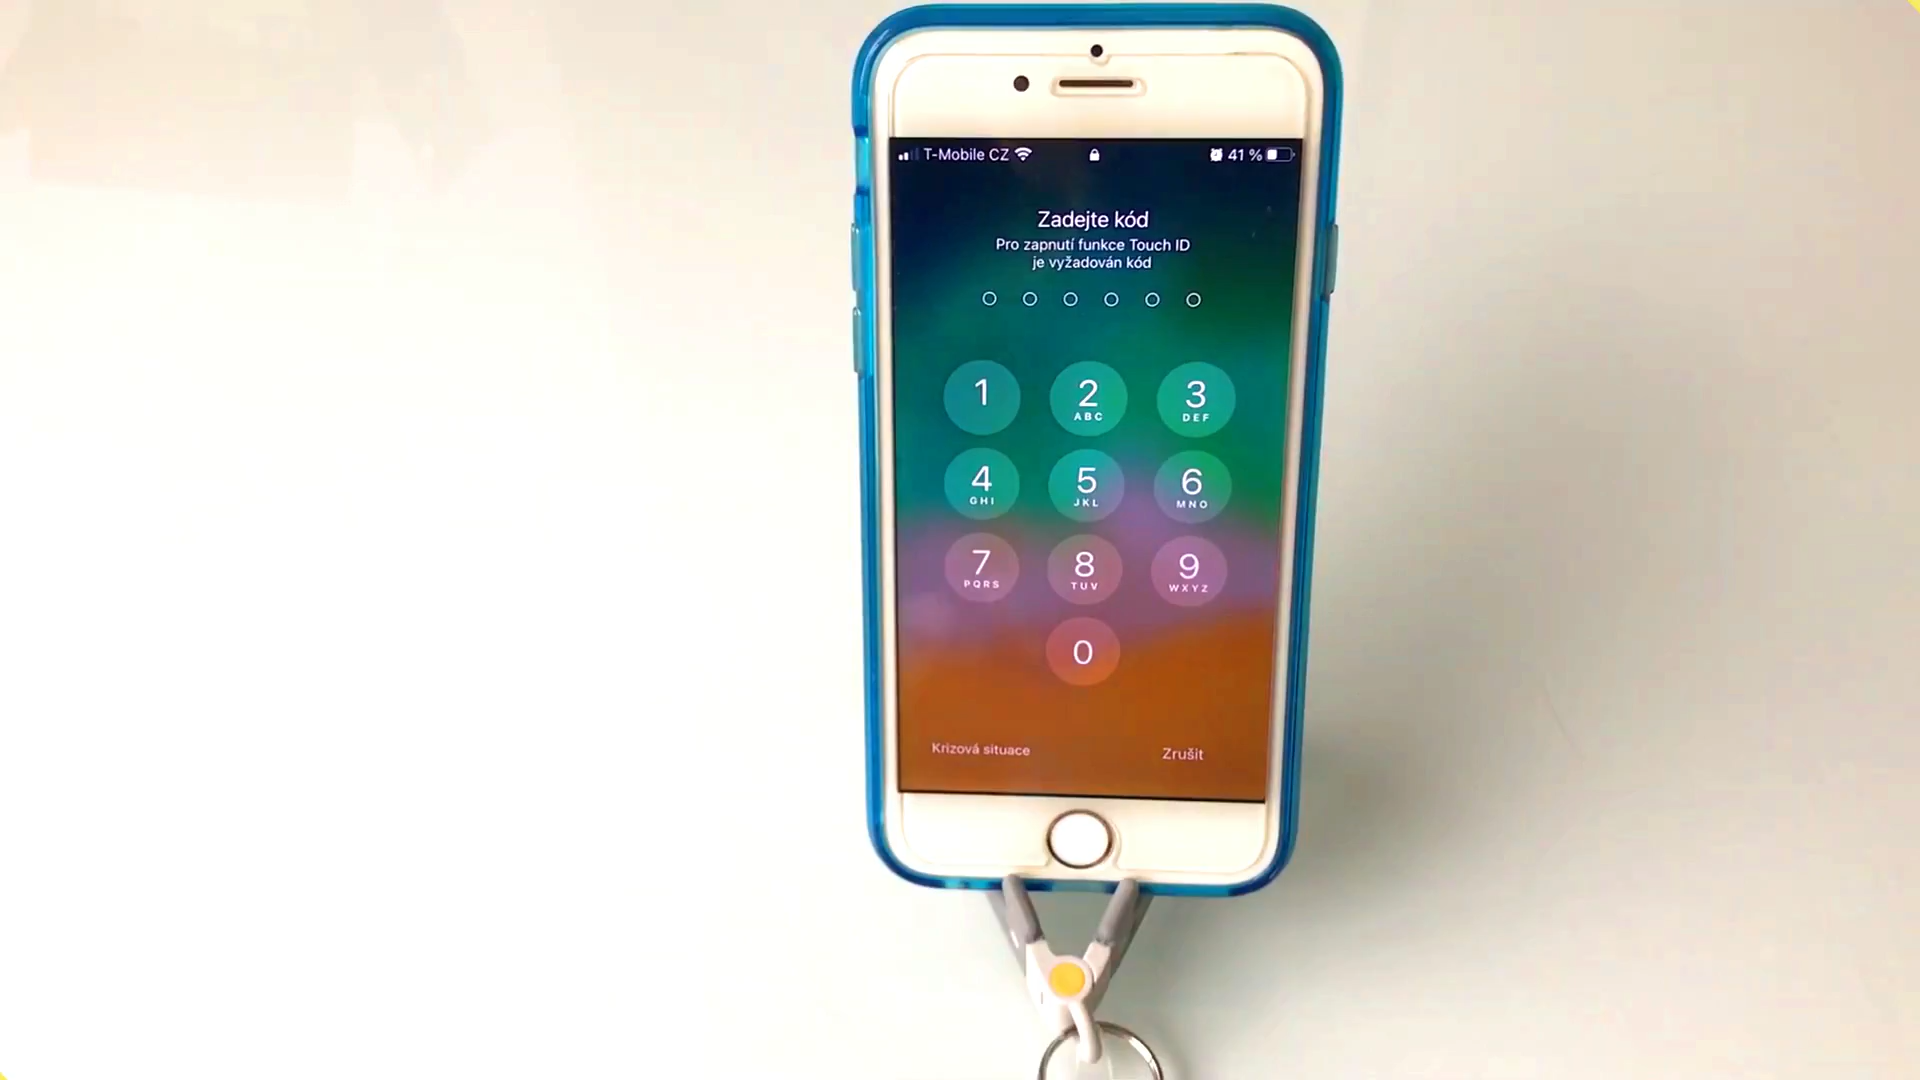 T-Mobile CZ 41 %
Zadejte kód
Pro zapnutí funkce Touch ID
je vyžadován kód
1 2 3
ABC DEF
4 5 6
GHI JKL MNO
7 8 9
PQRS TUV WXYZ
0
Krizová situace Zrušit